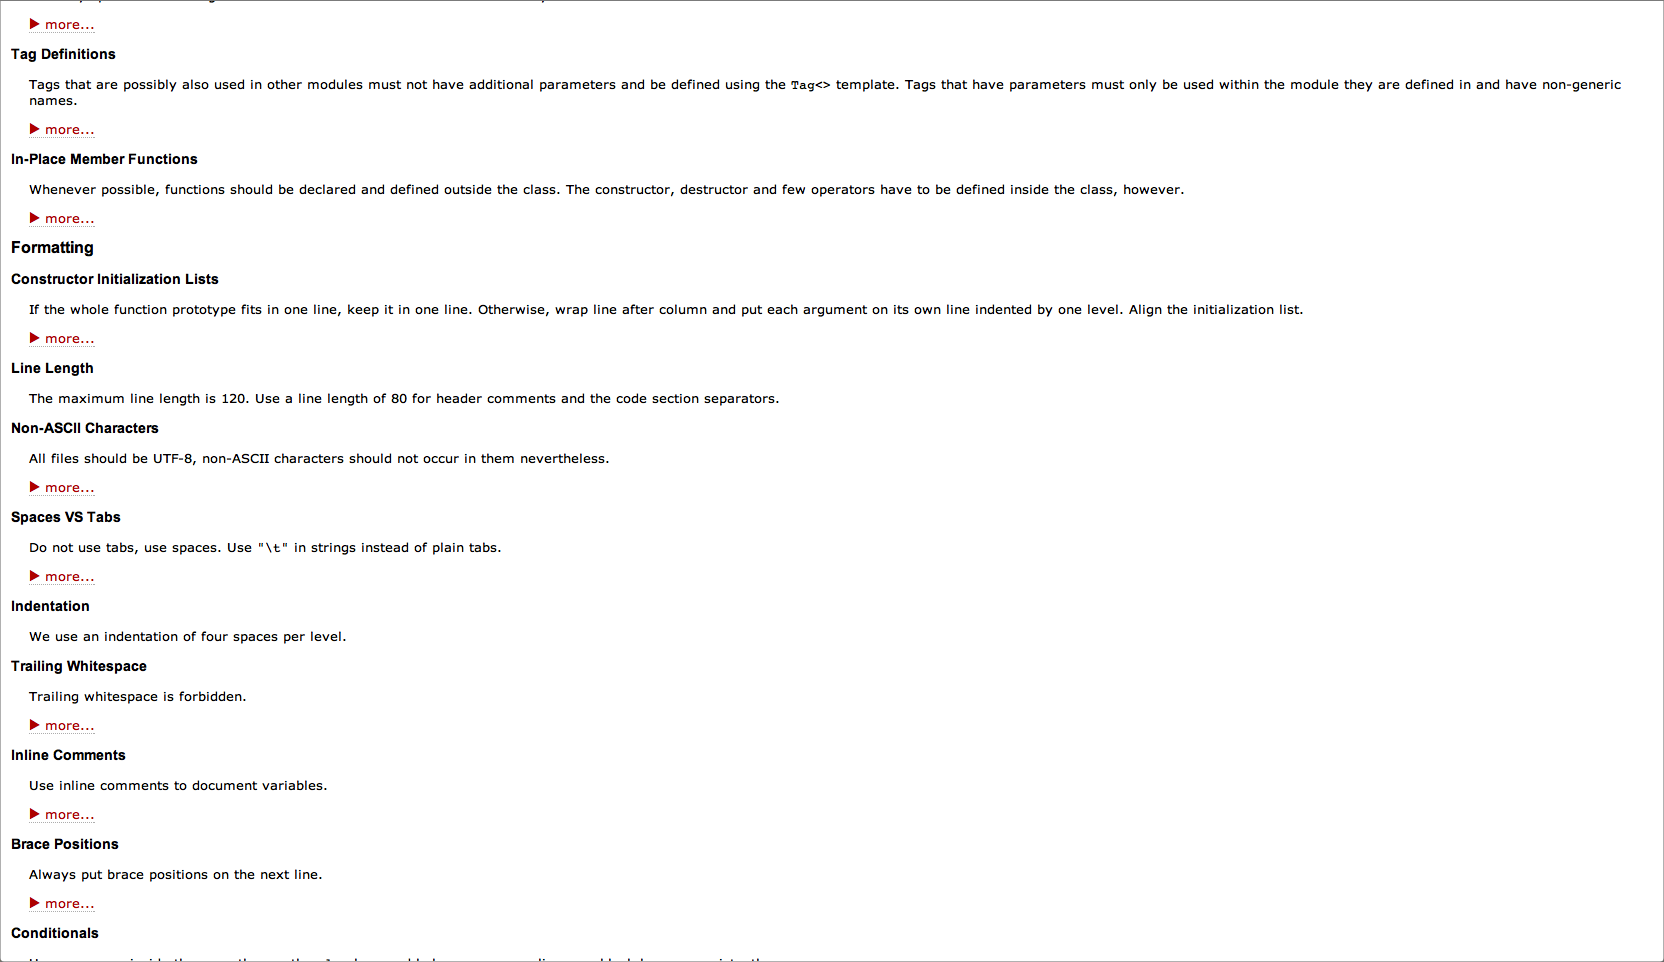 ▶ more...
Tag Definitions
Tags that are possibly also used in other modules must not have additional parameters and be defined using the Tag<> template. Tags that have parameters must only be used within the module they are defined in and have non-generic
names.
▶ more...
In-Place Member Functions
Whenever possible, functions should be declared and defined outside the class. The constructor, destructor and few operators have to be defined inside the class, however.
▶ more...
Formatting
Constructor Initialization Lists
If the whole function prototype fits in one line, keep it in one line. Otherwise, wrap line after column and put each argument on its own line indented by one level. Align the initialization list.
▶ more...
Line Length
The maximum line length is 120. Use a line length of 80 for header comments and the code section separators.
Non-ASCII Characters
All files should be UTF-8, non-ASCII characters should not occur in them nevertheless.
▶ more...
Spaces VS Tabs
Do not use tabs, use spaces. Use "\t" in strings instead of plain tabs.
▶ more...
Indentation
We use an indentation of four spaces per level.
Trailing Whitespace
Trailing whitespace is forbidden.
▶ more...
Inline Comments
Use inline comments to document variables.
▶ more...
Brace Positions
Always put brace positions on the next line.
▶ more...
Conditionals